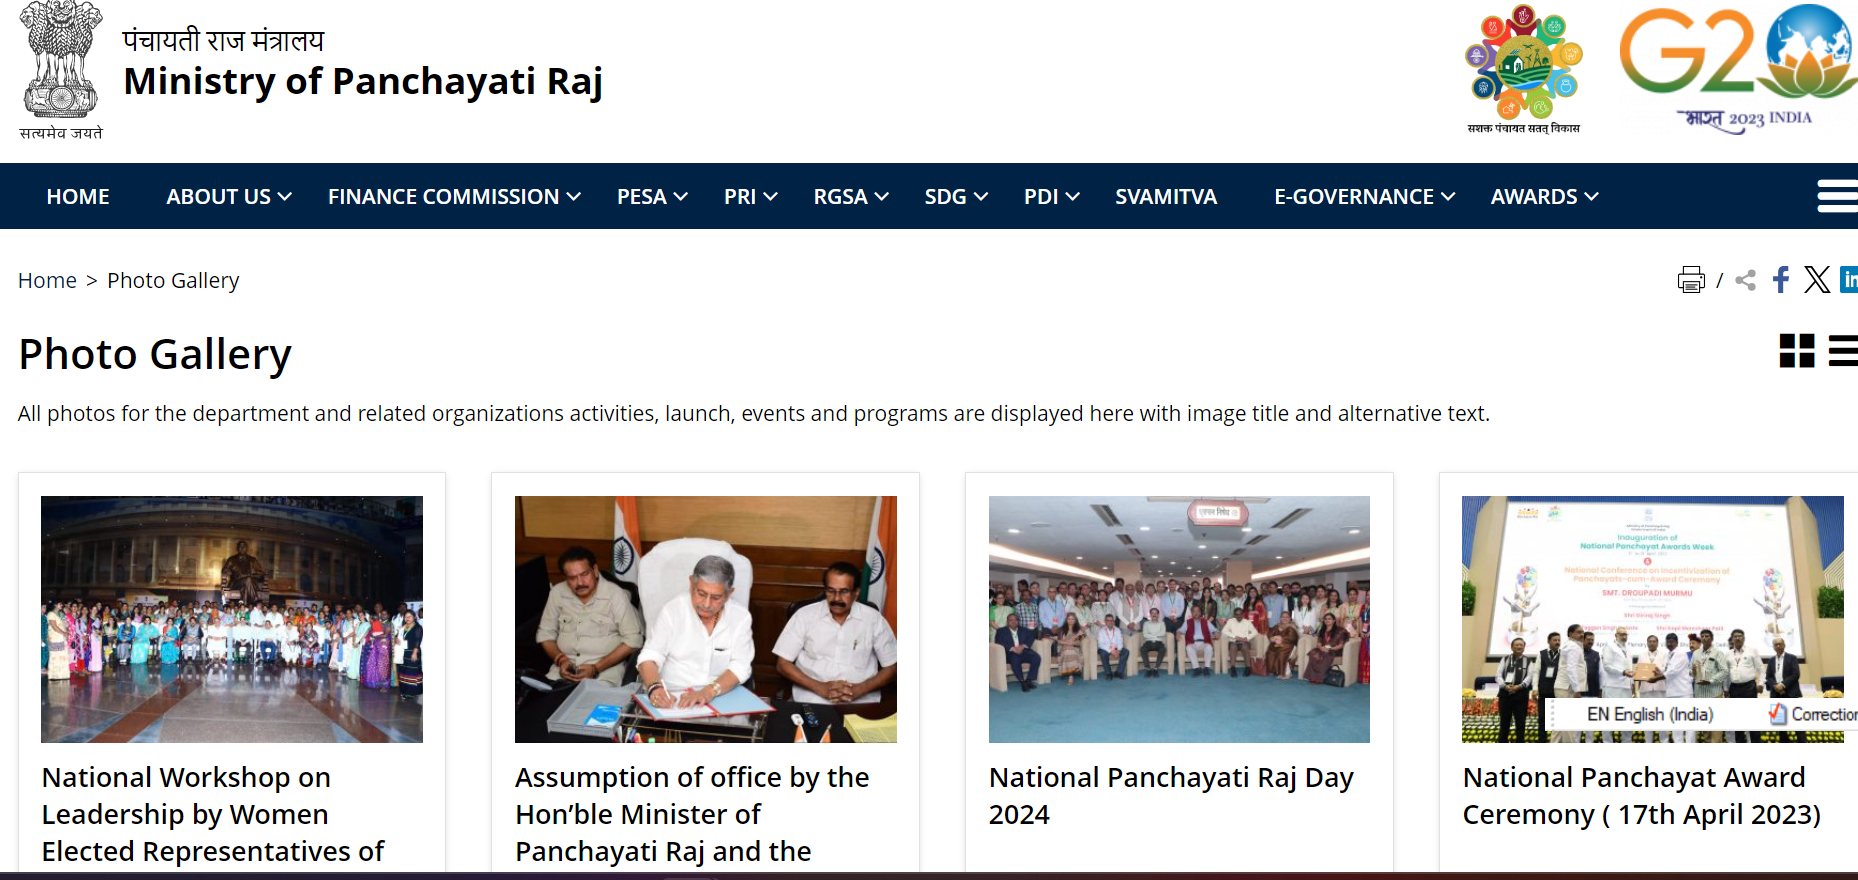 पंचायती राज मंत्रालय
Ministry of Panchayati Raj
सत्यमेव जयते
सशक्त पंचायत सतत् विकास
G20
भारत 2023 INDIA
HOME ABOUT US FINANCE COMMISSION PESA PRI RGSA SDG PDI SVAMITVA E-GOVERNANCE AWARDS
Home > Photo Gallery
/ f X in
Photo Gallery
All photos for the department and related organizations activities, launch, events and programs are displayed here with image title and alternative text.
Inauguration of
National Panchayat Awards Week
&
National Conference on Incentivization of
Panchayats-cum-Award Ceremony
SMT. DROUPADI MURMU
Shri Giriraj Singh
EN English (India) Correction
National Workshop on
Leadership by Women
Elected Representatives of
Assumption of office by the
Hon’ble Minister of
Panchayati Raj and the
National Panchayati Raj Day
2024
National Panchayat Award
Ceremony ( 17th April 2023)